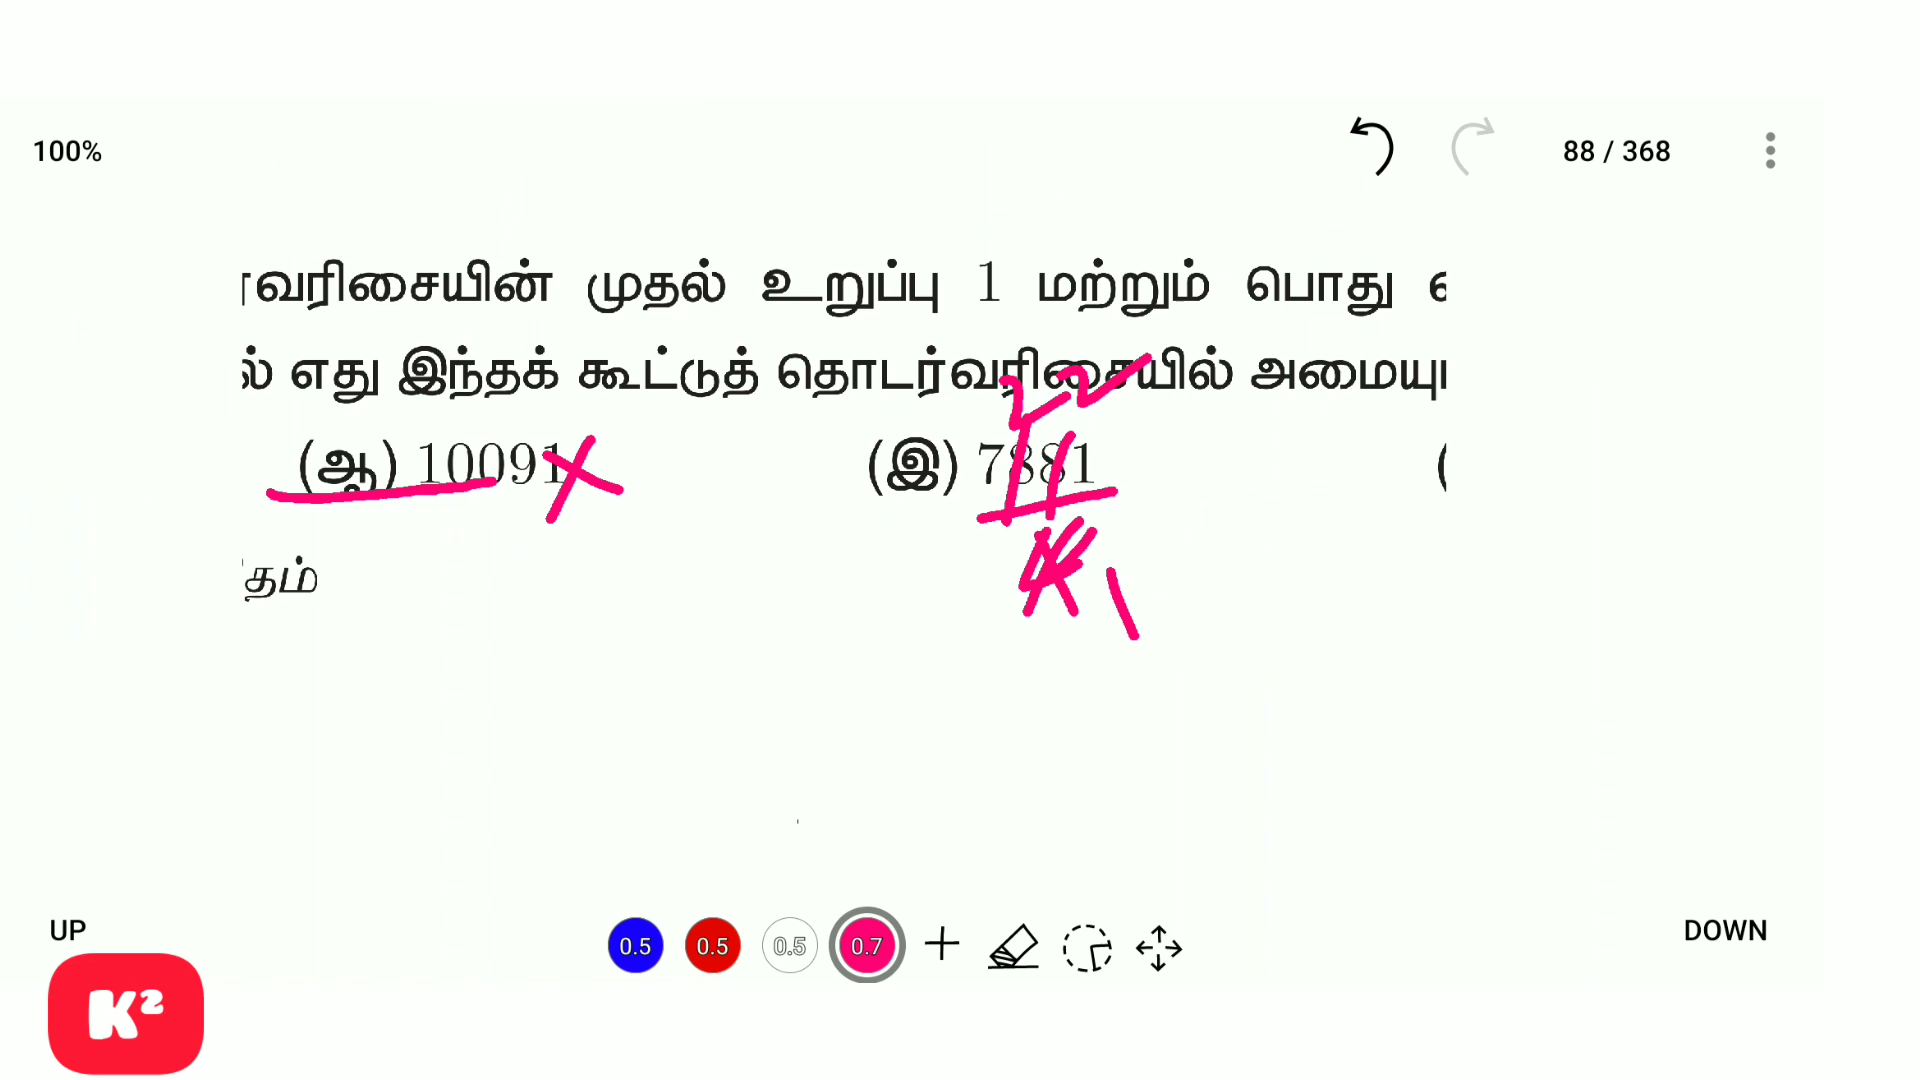 100%
88 / 368
வரிசையின் முதல் உறுப்பு 1 மற்றும் பொது
ல் எது இந்தக் கூட்டுத் தொடர்வரிசையில் அமையு
(ஆ) 10091 (இ) 7881 (
தம்
UP
DOWN
0.5 0.5 0.5 0.7
K²